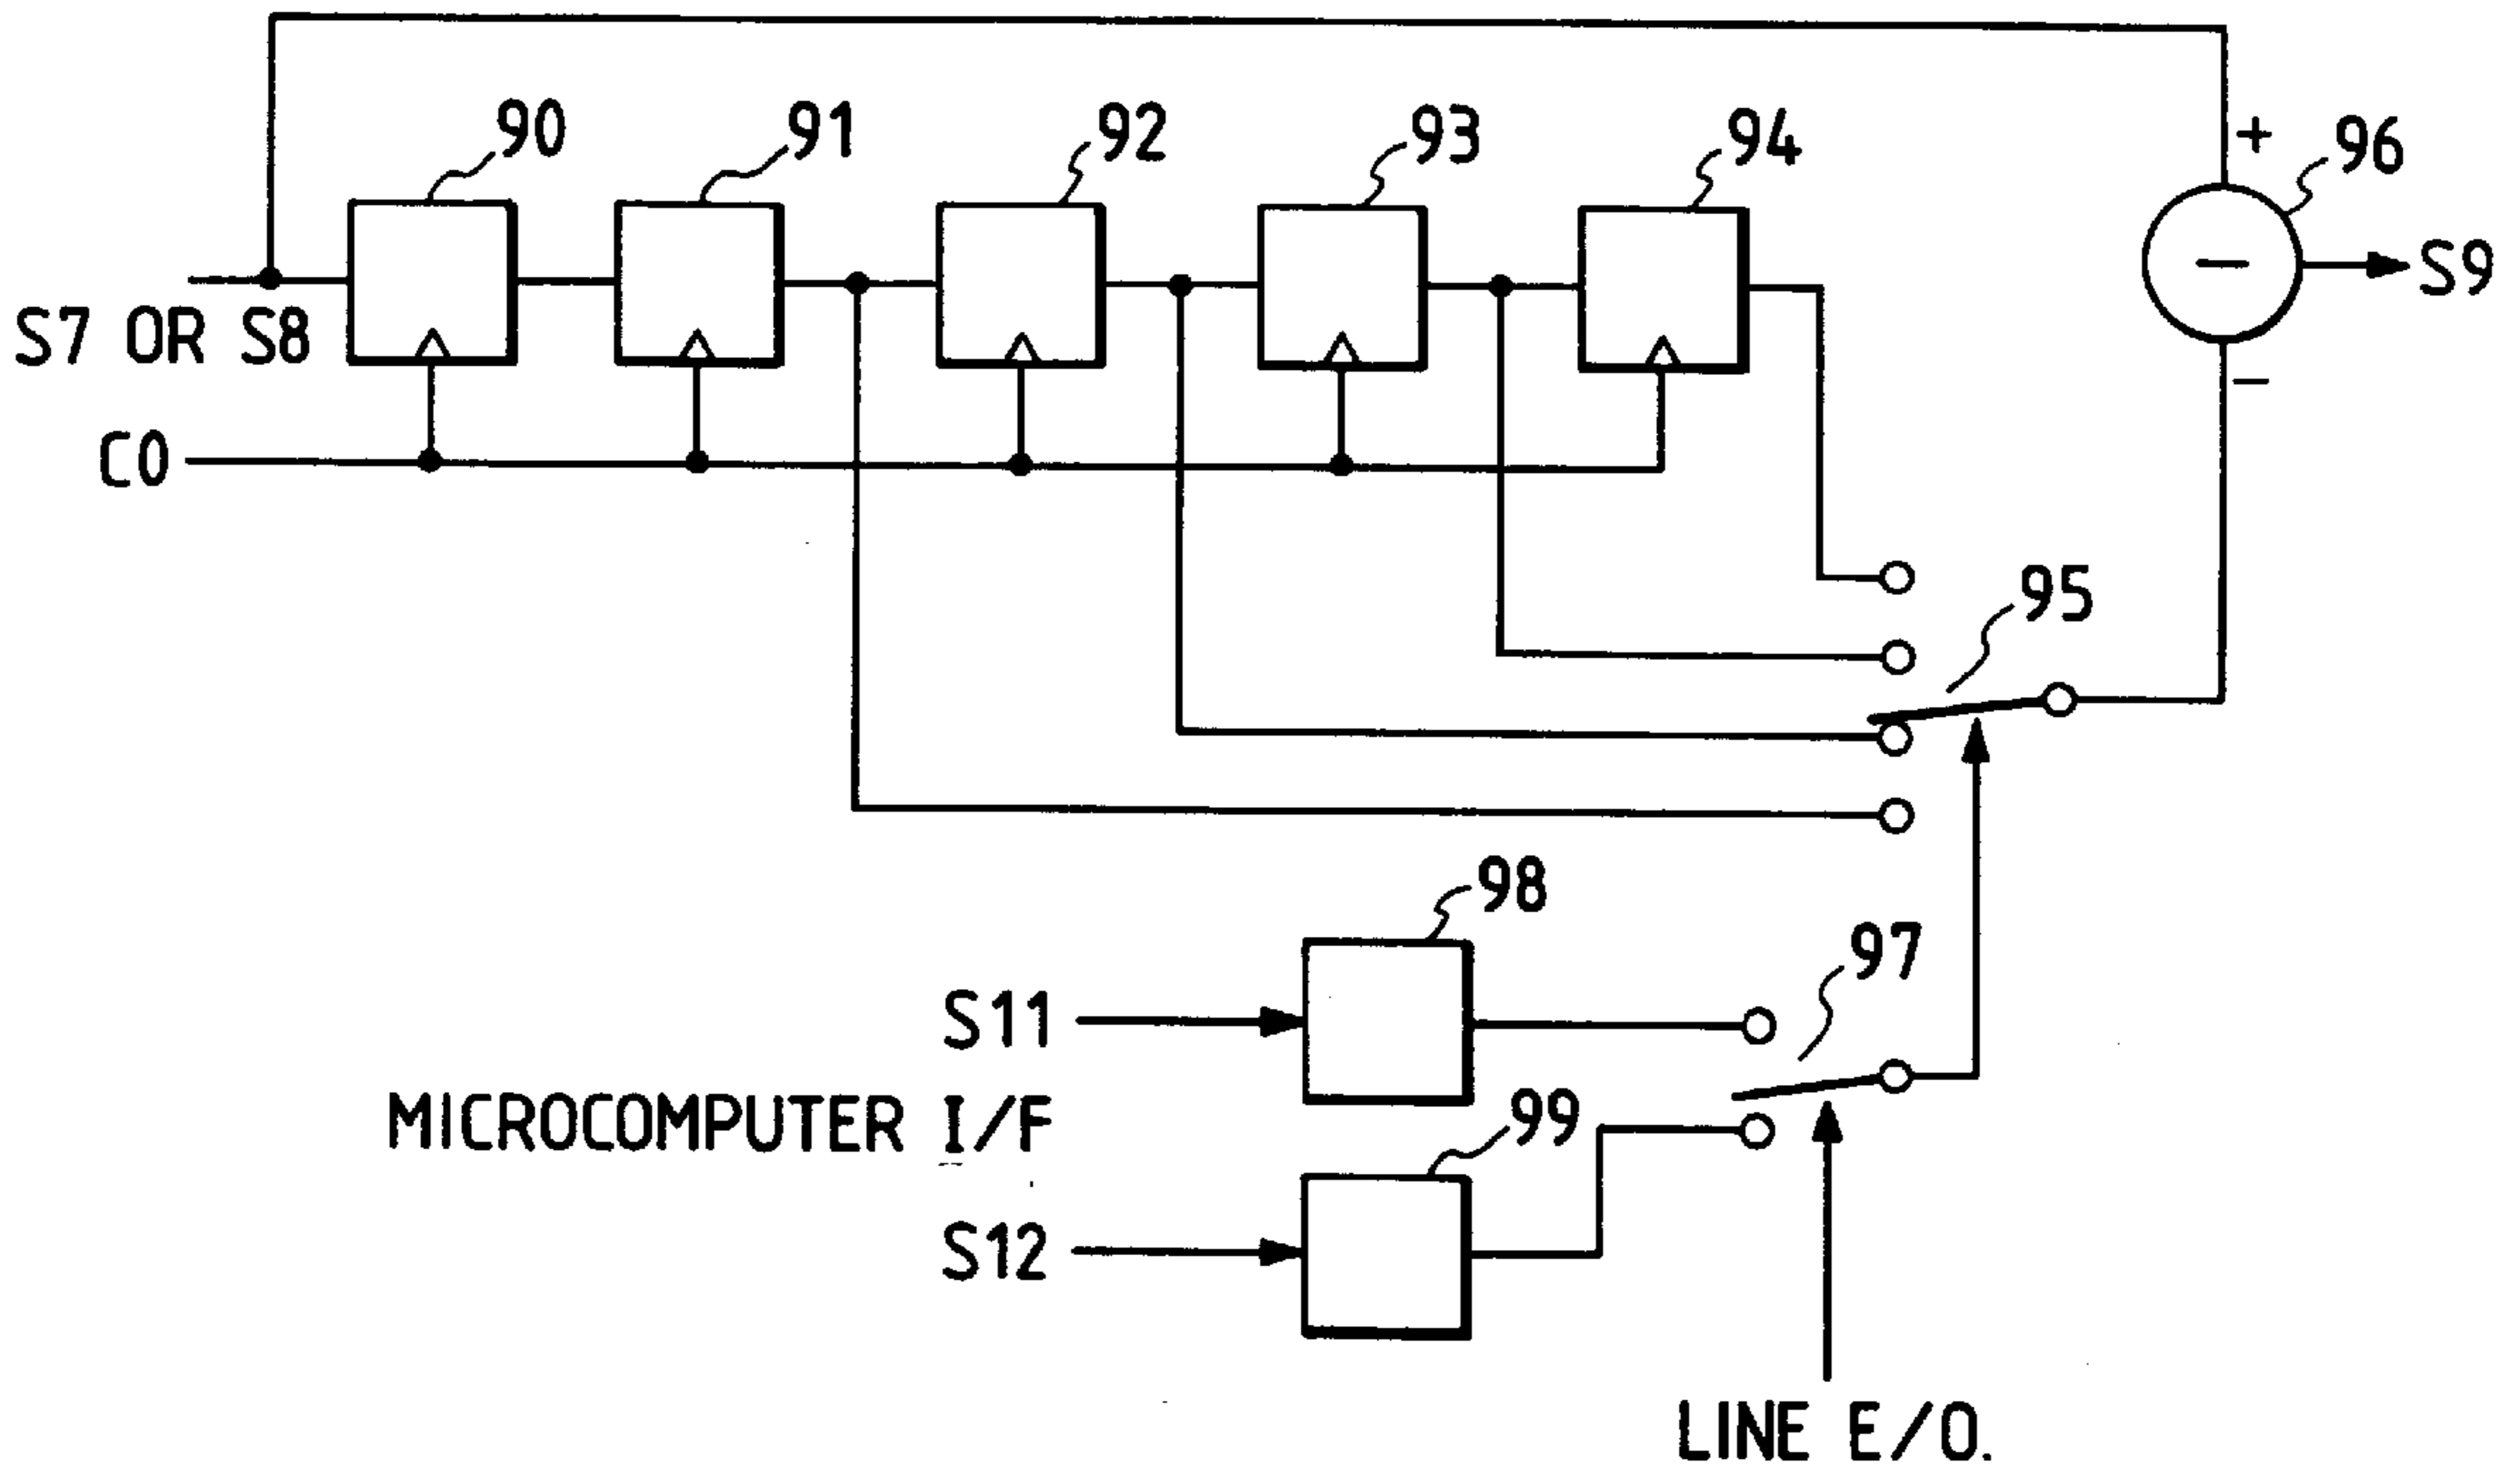 90
91
92
93
94
+
96
S9
S7 OR S8
−
C0
95
98
97
S11
MICROCOMPUTER I/F
99
S12
LINE E/O.